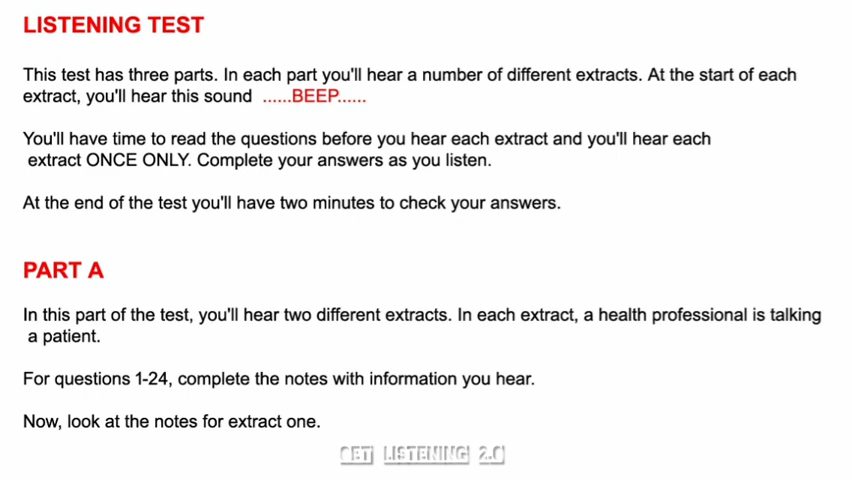 LISTENING TEST
This test has three parts. In each part you'll hear a number of different extracts. At the start of each
extract, you'll hear this sound ......BEEP......
You'll have time to read the questions before you hear each extract and you'll hear each
extract ONCE ONLY. Complete your answers as you listen.
At the end of the test you'll have two minutes to check your answers.
PART A
In this part of the test, you'll hear two different extracts. In each extract, a health professional is talking
a patient.
For questions 1-24, complete the notes with information you hear.
Now, look at the notes for extract one.
LISTENING 2.0